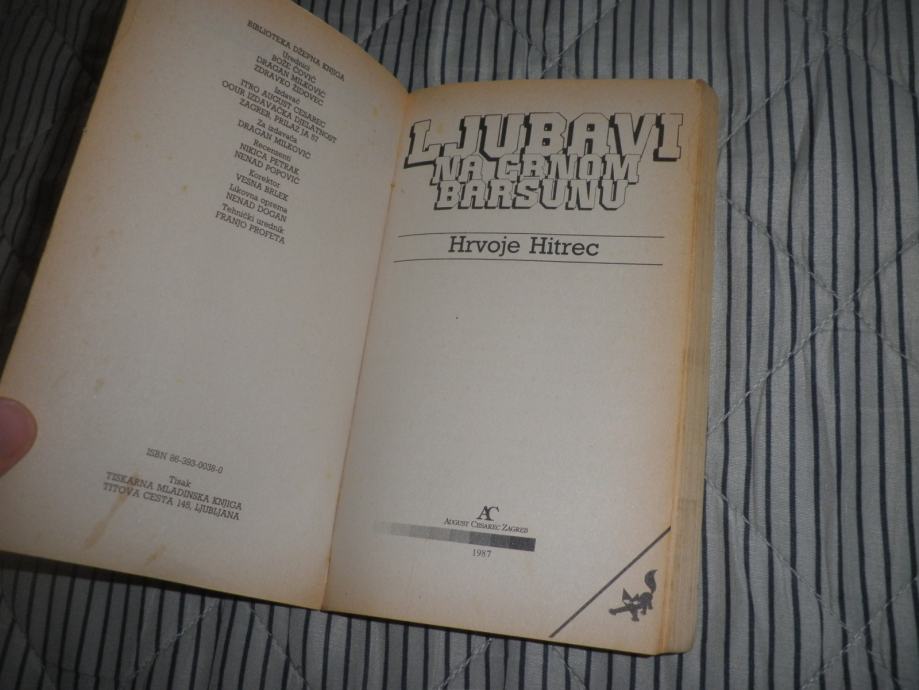 BIBLIOTEKA DŽEPNA KNJIGA
Urednici
BOŽE ČOVIĆ
DRAGAN MILKOVIĆ
ZDRAVKO ŽIDOVEC
Izdavač
ITRO AUGUST CESAREC
OOUR IZDAVAČKA DJELATNOST
ZAGREB, PRILAZ JA 57
Za izdavača
DRAGAN MILKOVIĆ
Recenzenti
NIKICA PETRAK
NENAD POPOVIĆ
Korektor
VESNA BRLEK
Likovna oprema
NENAD DOGAN
Tehnički urednik
FRANJO PROFETA
ISBN 86-393-0038-0
Tisak
TISKARNA MLADINSKA KNJIGA
TITOVA CESTA 145, LJUBLJANA
LJUBAVI
NA CRNOM
BARŠUNU
Hrvoje Hitrec
AC
AUGUST CESAREC ZAGREB
1987